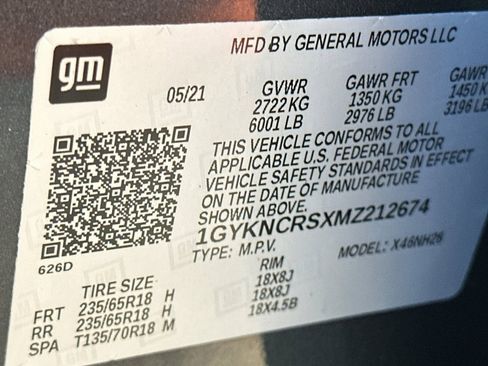 gm
MFD BY GENERAL MOTORS LLC
05/21 GVWR GAWR FRT GAWR
2722 KG 1350 KG 1450 K
6001 LB 2976 LB 3196 LB
THIS VEHICLE CONFORMS TO ALL
APPLICABLE U.S. FEDERAL MOTOR
VEHICLE SAFETY STANDARDS IN EFFECT
ON THE DATE OF MANUFACTURE
SHOWN ABOVE.
1GYKNCRSXMZ212674
626D TYPE: M.P.V. MODEL: X46NH26
TIRE SIZE RIM
FRT 235/65R18 H 18X8J
RR 235/65R18 H 18X8J
SPA T135/70R18 M 18X4.5B